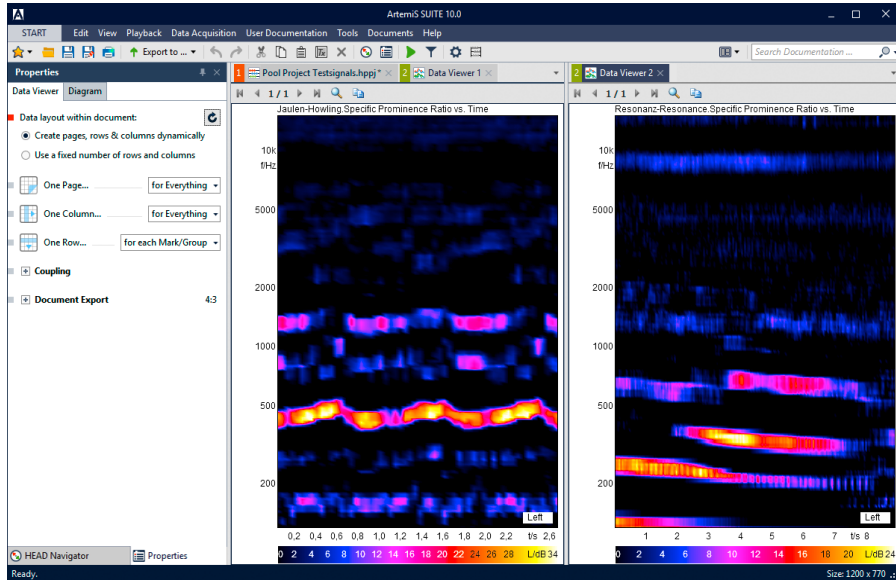 ArtemiS SUITE 10.0
START Edit View Playback Data Acquisition User Documentation Tools Documents Help
Export to ... Search Documentation ...
Properties
Data Viewer Diagram
Data layout within document:
Create pages, rows & columns dynamically
Use a fixed number of rows and columns
One Page... for Everything
One Column... for Everything
One Row... for each Mark/Group
Coupling
Document Export 4:3
HEAD Navigator Properties
1 Pool Project Testsignals.hppj * 2 Data Viewer 1
1 / 1
Jaulen-Howling.Specific Prominence Ratio vs. Time
10k
f/Hz
5000
2000
1000
500
200
Left
0,2 0,4 0,6 0,8 1,0 1,2 1,4 1,6 1,8 2,0 2,2 t/s 2,6
0 2 4 6 8 10 12 14 16 18 20 22 24 26 28 L/dB 34
2 Data Viewer 2
1 / 1
Resonanz-Resonance.Specific Prominence Ratio vs. Time
10k
f/Hz
5000
2000
1000
500
200
Left
1 2 3 4 5 6 7 t/s 8
0 2 4 6 8 10 12 14 16 18 20 L/dB 24
Ready. Size: 1200 x 770